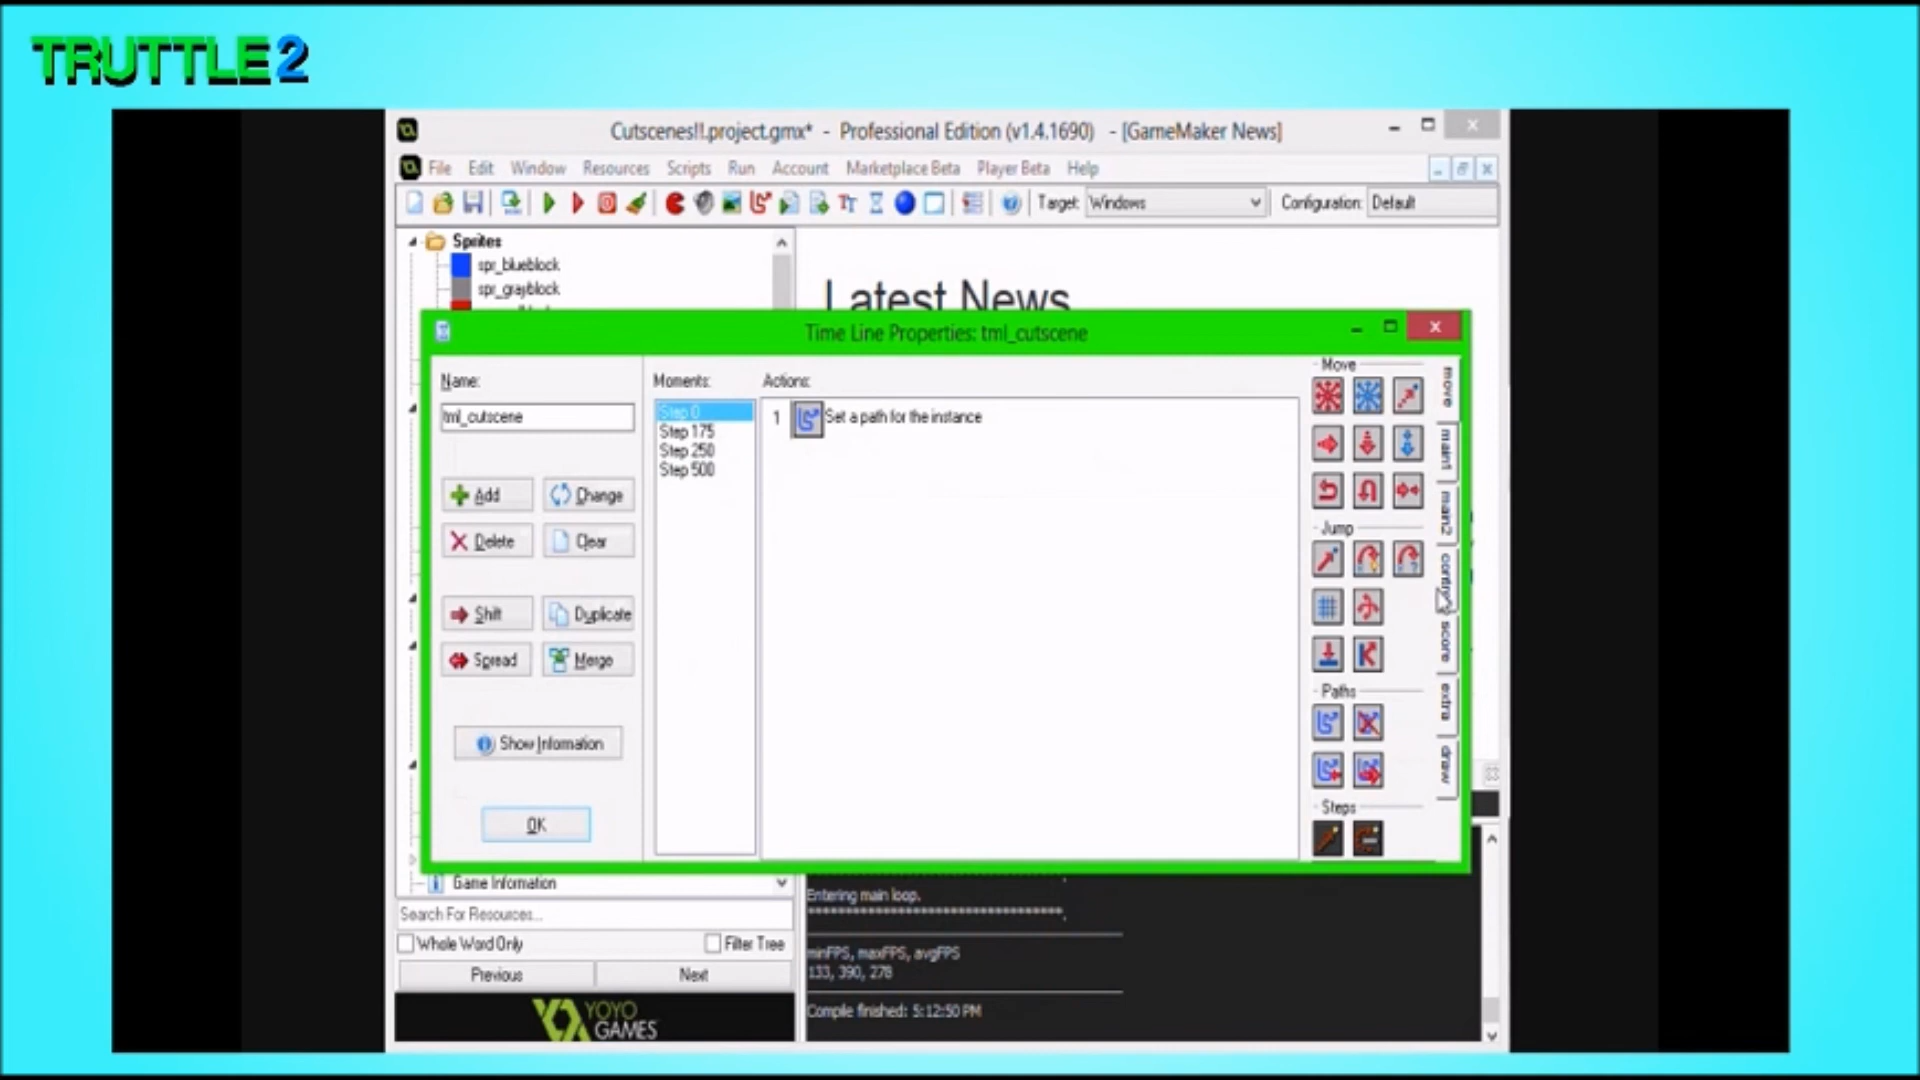 TRUTTLE2
Cutscenes!!.project.gmx* - Professional Edition (v1.4.1690) - [GameMaker News]
File Edit Window Resources Scripts Run Account Marketplace Beta Player Beta Help
Target: Windows Configuration: Default
Sprites
spr_blueblock
spr_grayblock
Latest News
Time Line Properties: tml_cutscene
Name:
tml_cutscene
Add Change
Delete Clear
Shift Duplicate
Spread Merge
Show Information
OK
Moments:
Step 0
Step 175
Step 250
Step 500
Actions:
1 Set a path for the instance
Move
Jump
Paths
Steps
move
main1
main2
control
score
extra
draw
Game Information
Search For Resources...
Whole Word Only Filter Tree
Previous Next
YOYO
GAMES
Entering main loop.
minFPS, maxFPS, avgFPS
133, 390, 278
Compile finished: 5:12:50 PM